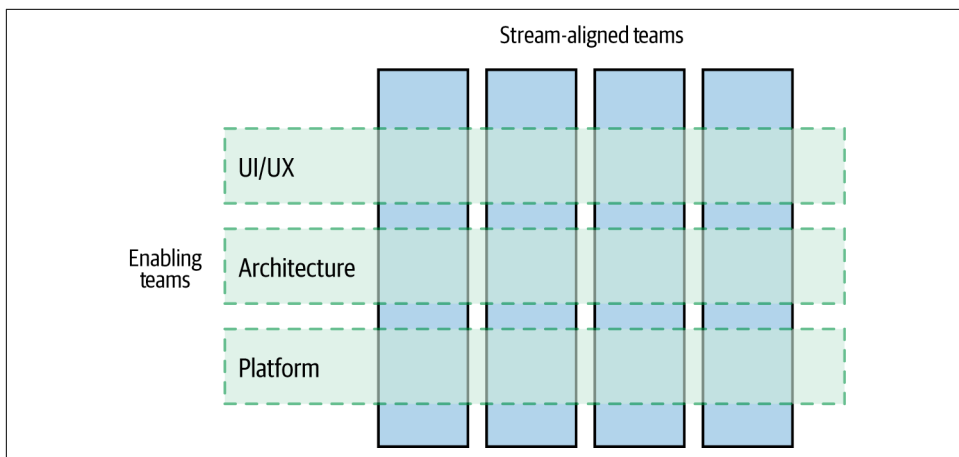 Stream-aligned teams
UI/UX
Enabling
teams
Architecture
Platform